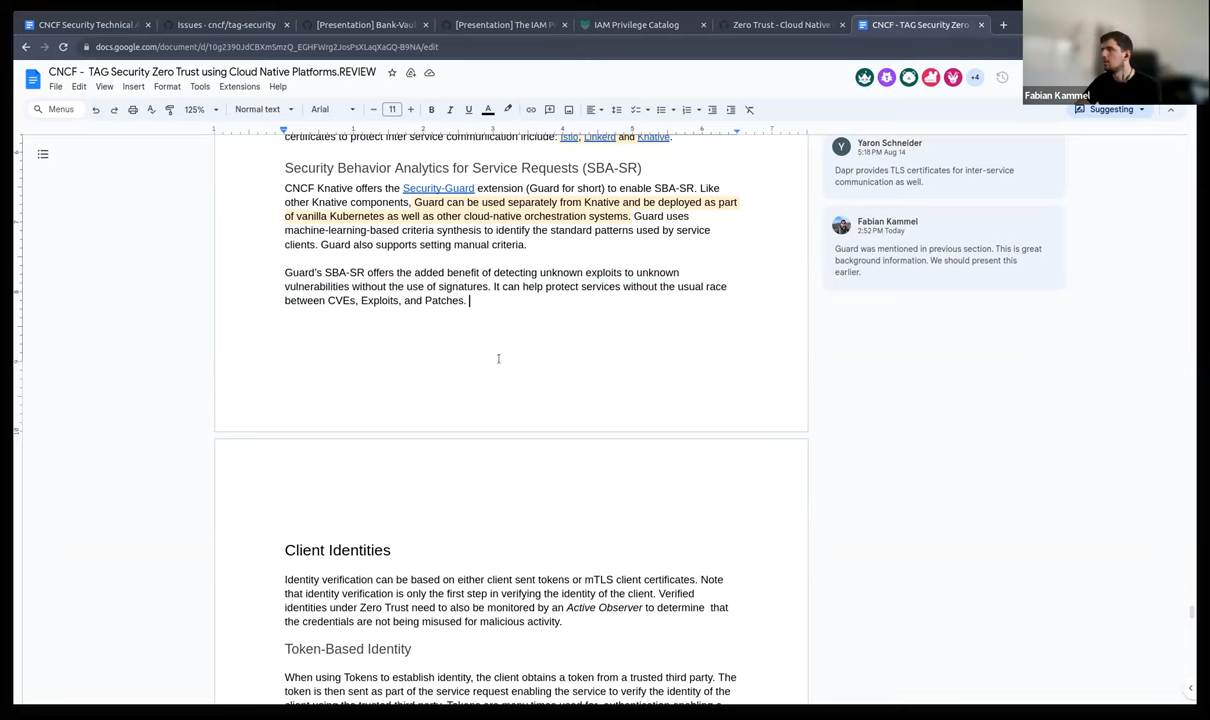 CNCF Security Technical A
Issues · cncf/tag-security
[Presentation] Bank-Vaul
[Presentation] The IAM P
IAM Privilege Catalog
Zero Trust - Cloud Native
CNCF - TAG Security Zero
docs.google.com/document/d/10g2390JdCBXmSmzQ_EGHFWrg2JosPsXLaqXaGQ-B9NA/edit
CNCF - TAG Security Zero Trust using Cloud Native Platforms.REVIEW
File Edit View Insert Format Tools Extensions Help
+4
Fabian Kammel
Menus
125%
Normal text
Arial
11
Suggesting
certificates to protect inter service communication include: Istio, Linkerd and Knative.
Security Behavior Analytics for Service Requests (SBA-SR)
CNCF Knative offers the Security-Guard extension (Guard for short) to enable SBA-SR. Like
other Knative components, Guard can be used separately from Knative and be deployed as part
of vanilla Kubernetes as well as other cloud-native orchestration systems. Guard uses
machine-learning-based criteria synthesis to identify the standard patterns used by service
clients. Guard also supports setting manual criteria.
Guard's SBA-SR offers the added benefit of detecting unknown exploits to unknown
vulnerabilities without the use of signatures. It can help protect services without the usual race
between CVEs, Exploits, and Patches.
Client Identities
Identity verification can be based on either client sent tokens or mTLS client certificates. Note
that identity verification is only the first step in verifying the identity of the client. Verified
identities under Zero Trust need to also be monitored by an Active Observer to determine that
the credentials are not being misused for malicious activity.
Token-Based Identity
When using Tokens to establish identity, the client obtains a token from a trusted third party. The
token is then sent as part of the service request enabling the service to verify the identity of the
client using the trusted third party. Tokens are many times used for authentication enabling a
Y
Yaron Schneider
5:18 PM Aug 14
Dapr provides TLS certificates for inter-service
communication as well.
Fabian Kammel
2:52 PM Today
Guard was mentioned in previous section. This is great
background information. We should present this
earlier.